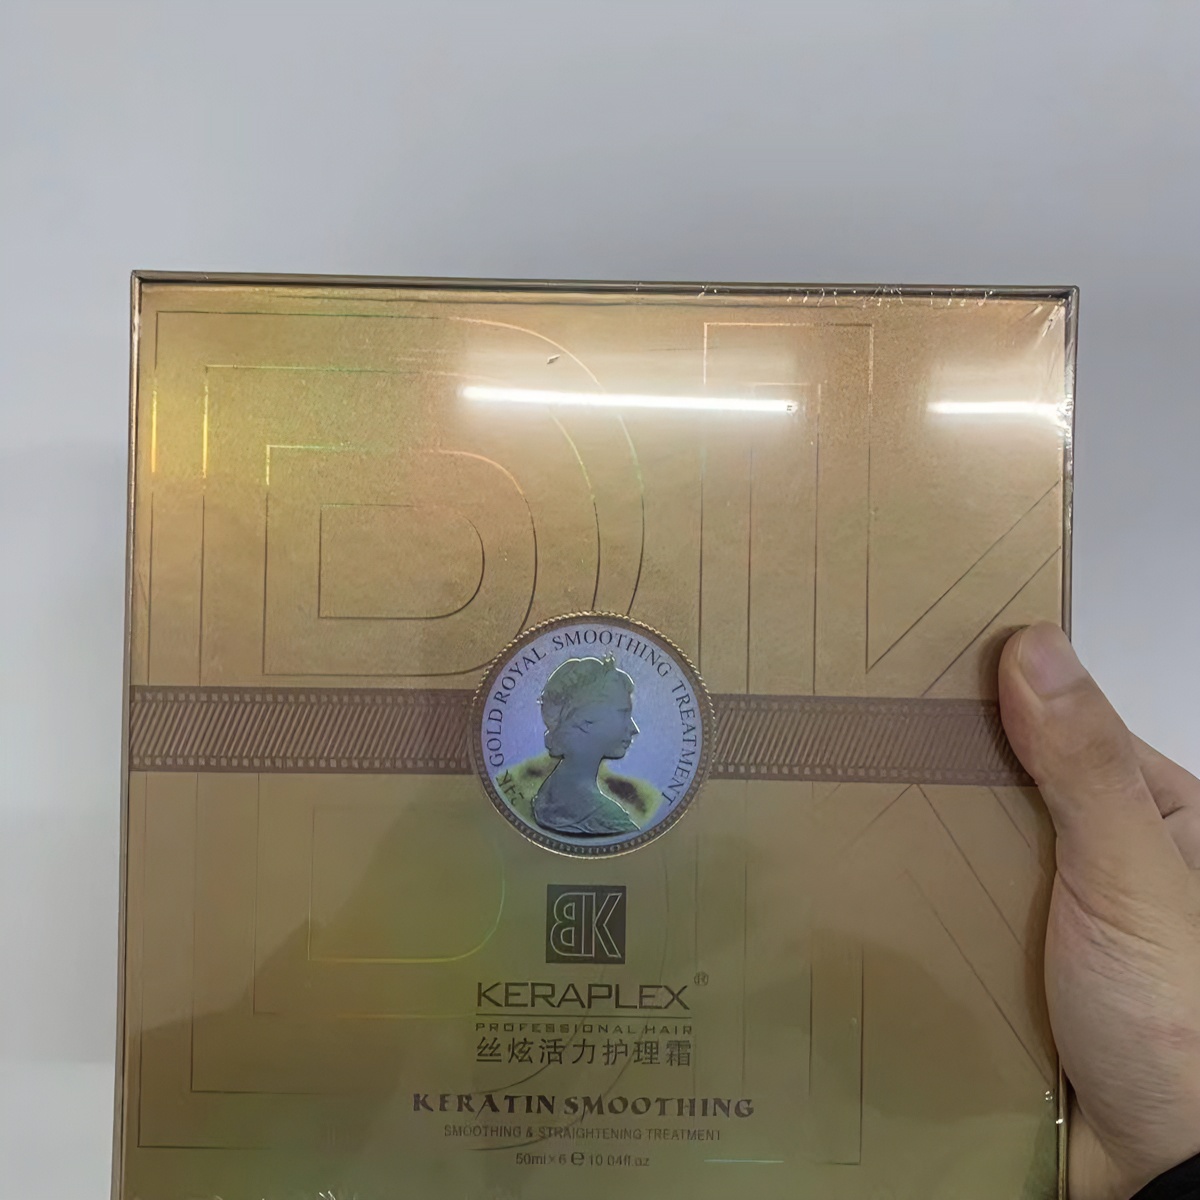 24K GOLD ROYAL SMOOTHING TREATMENT
BK
KERAPLEX®
PROFESSIONAL HAIR
丝炫活力护理霜
KERATIN SMOOTHING
SMOOTHING & STRAIGHTENING TREATMENT
50ml×6 ℮ 10.04fl.oz